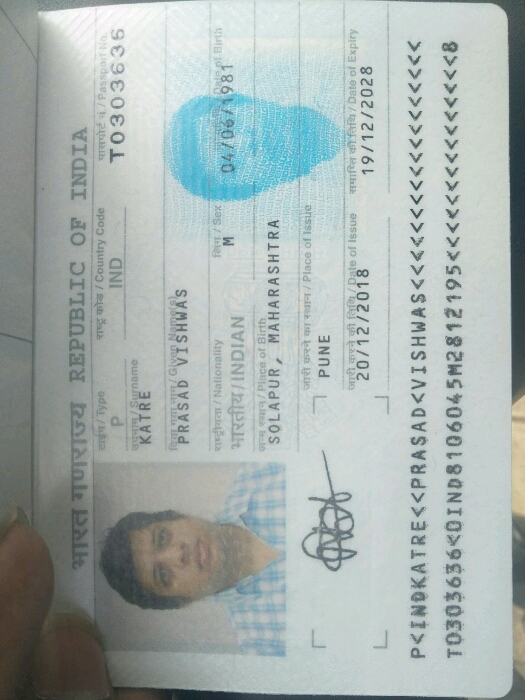 भारत गणराज्य REPUBLIC OF INDIA
टाईप / Type
राष्ट्र कोड / Country Code
पासपोर्ट नं. / Passport No.
P
IND
T0303636
उपनाम / Surname
KATRE
दिया गया नाम / Given Name(s)
PRASAD VISHWAS
राष्ट्रीयता / Nationality
लिंग / Sex
Date of Birth
भारतीय / INDIAN
M
04/06/1981
जन्म स्थान / Place of Birth
SOLAPUR, MAHARASHTRA
जारी करने का स्थान / Place of Issue
PUNE
जारी करने की तिथि / Date of Issue
समाप्ति की तिथि / Date of Expiry
20/12/2018
19/12/2028
P<INDKATRE<<PRASAD<VISHWAS<<<<<<<<<<<<<<<<<<
T0303636<0IND8106045M2812195<<<<<<<<<<<<<<<8